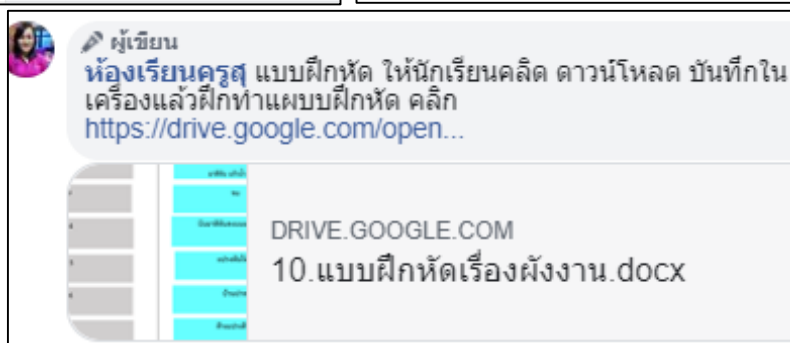 ผู้เขียน
ห้องเรียนครูสุ แบบฝึกหัด ให้นักเรียนคลิด ดาวน์โหลด บันทึกใน
เครื่องแล้วฝึกทำแผบบฝึกหัด คลิก
https://drive.google.com/open...
DRIVE.GOOGLE.COM
10.แบบฝึกหัดเรื่องผังงาน.docx